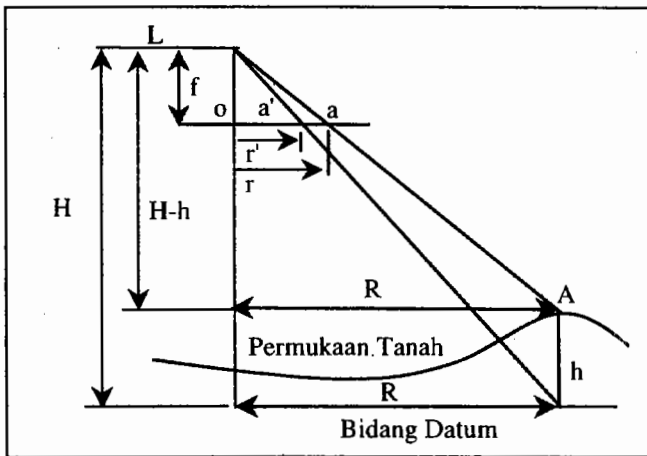 L
f
o a' a
r'
r
H
H-h
R
A
Permukaan Tanah
h
R
Bidang Datum